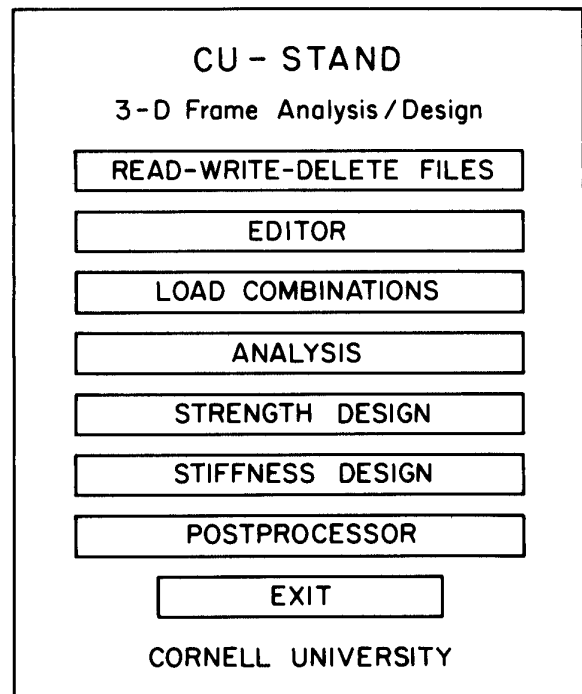 CU - STAND
3-D Frame Analysis / Design
READ-WRITE-DELETE FILES
EDITOR
LOAD COMBINATIONS
ANALYSIS
STRENGTH DESIGN
STIFFNESS DESIGN
POSTPROCESSOR
EXIT
CORNELL UNIVERSITY